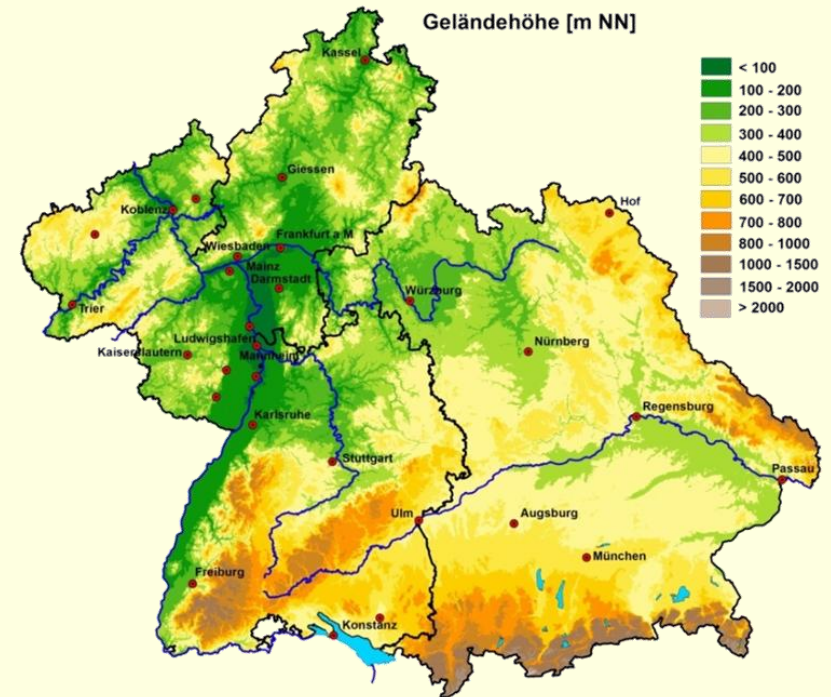 Geländehöhe [m NN]
< 100
100 - 200
200 - 300
300 - 400
400 - 500
500 - 600
600 - 700
700 - 800
800 - 1000
1000 - 1500
1500 - 2000
> 2000
Kassel
Giessen
Koblenz
Hof
Frankfurt a M
Wiesbaden
Mainz
Darmstadt
Würzburg
Trier
Ludwigshafen
Kaiserslautern
Mannheim
Nürnberg
Karlsruhe
Regensburg
Stuttgart
Passau
Ulm
Augsburg
München
Freiburg
Konstanz